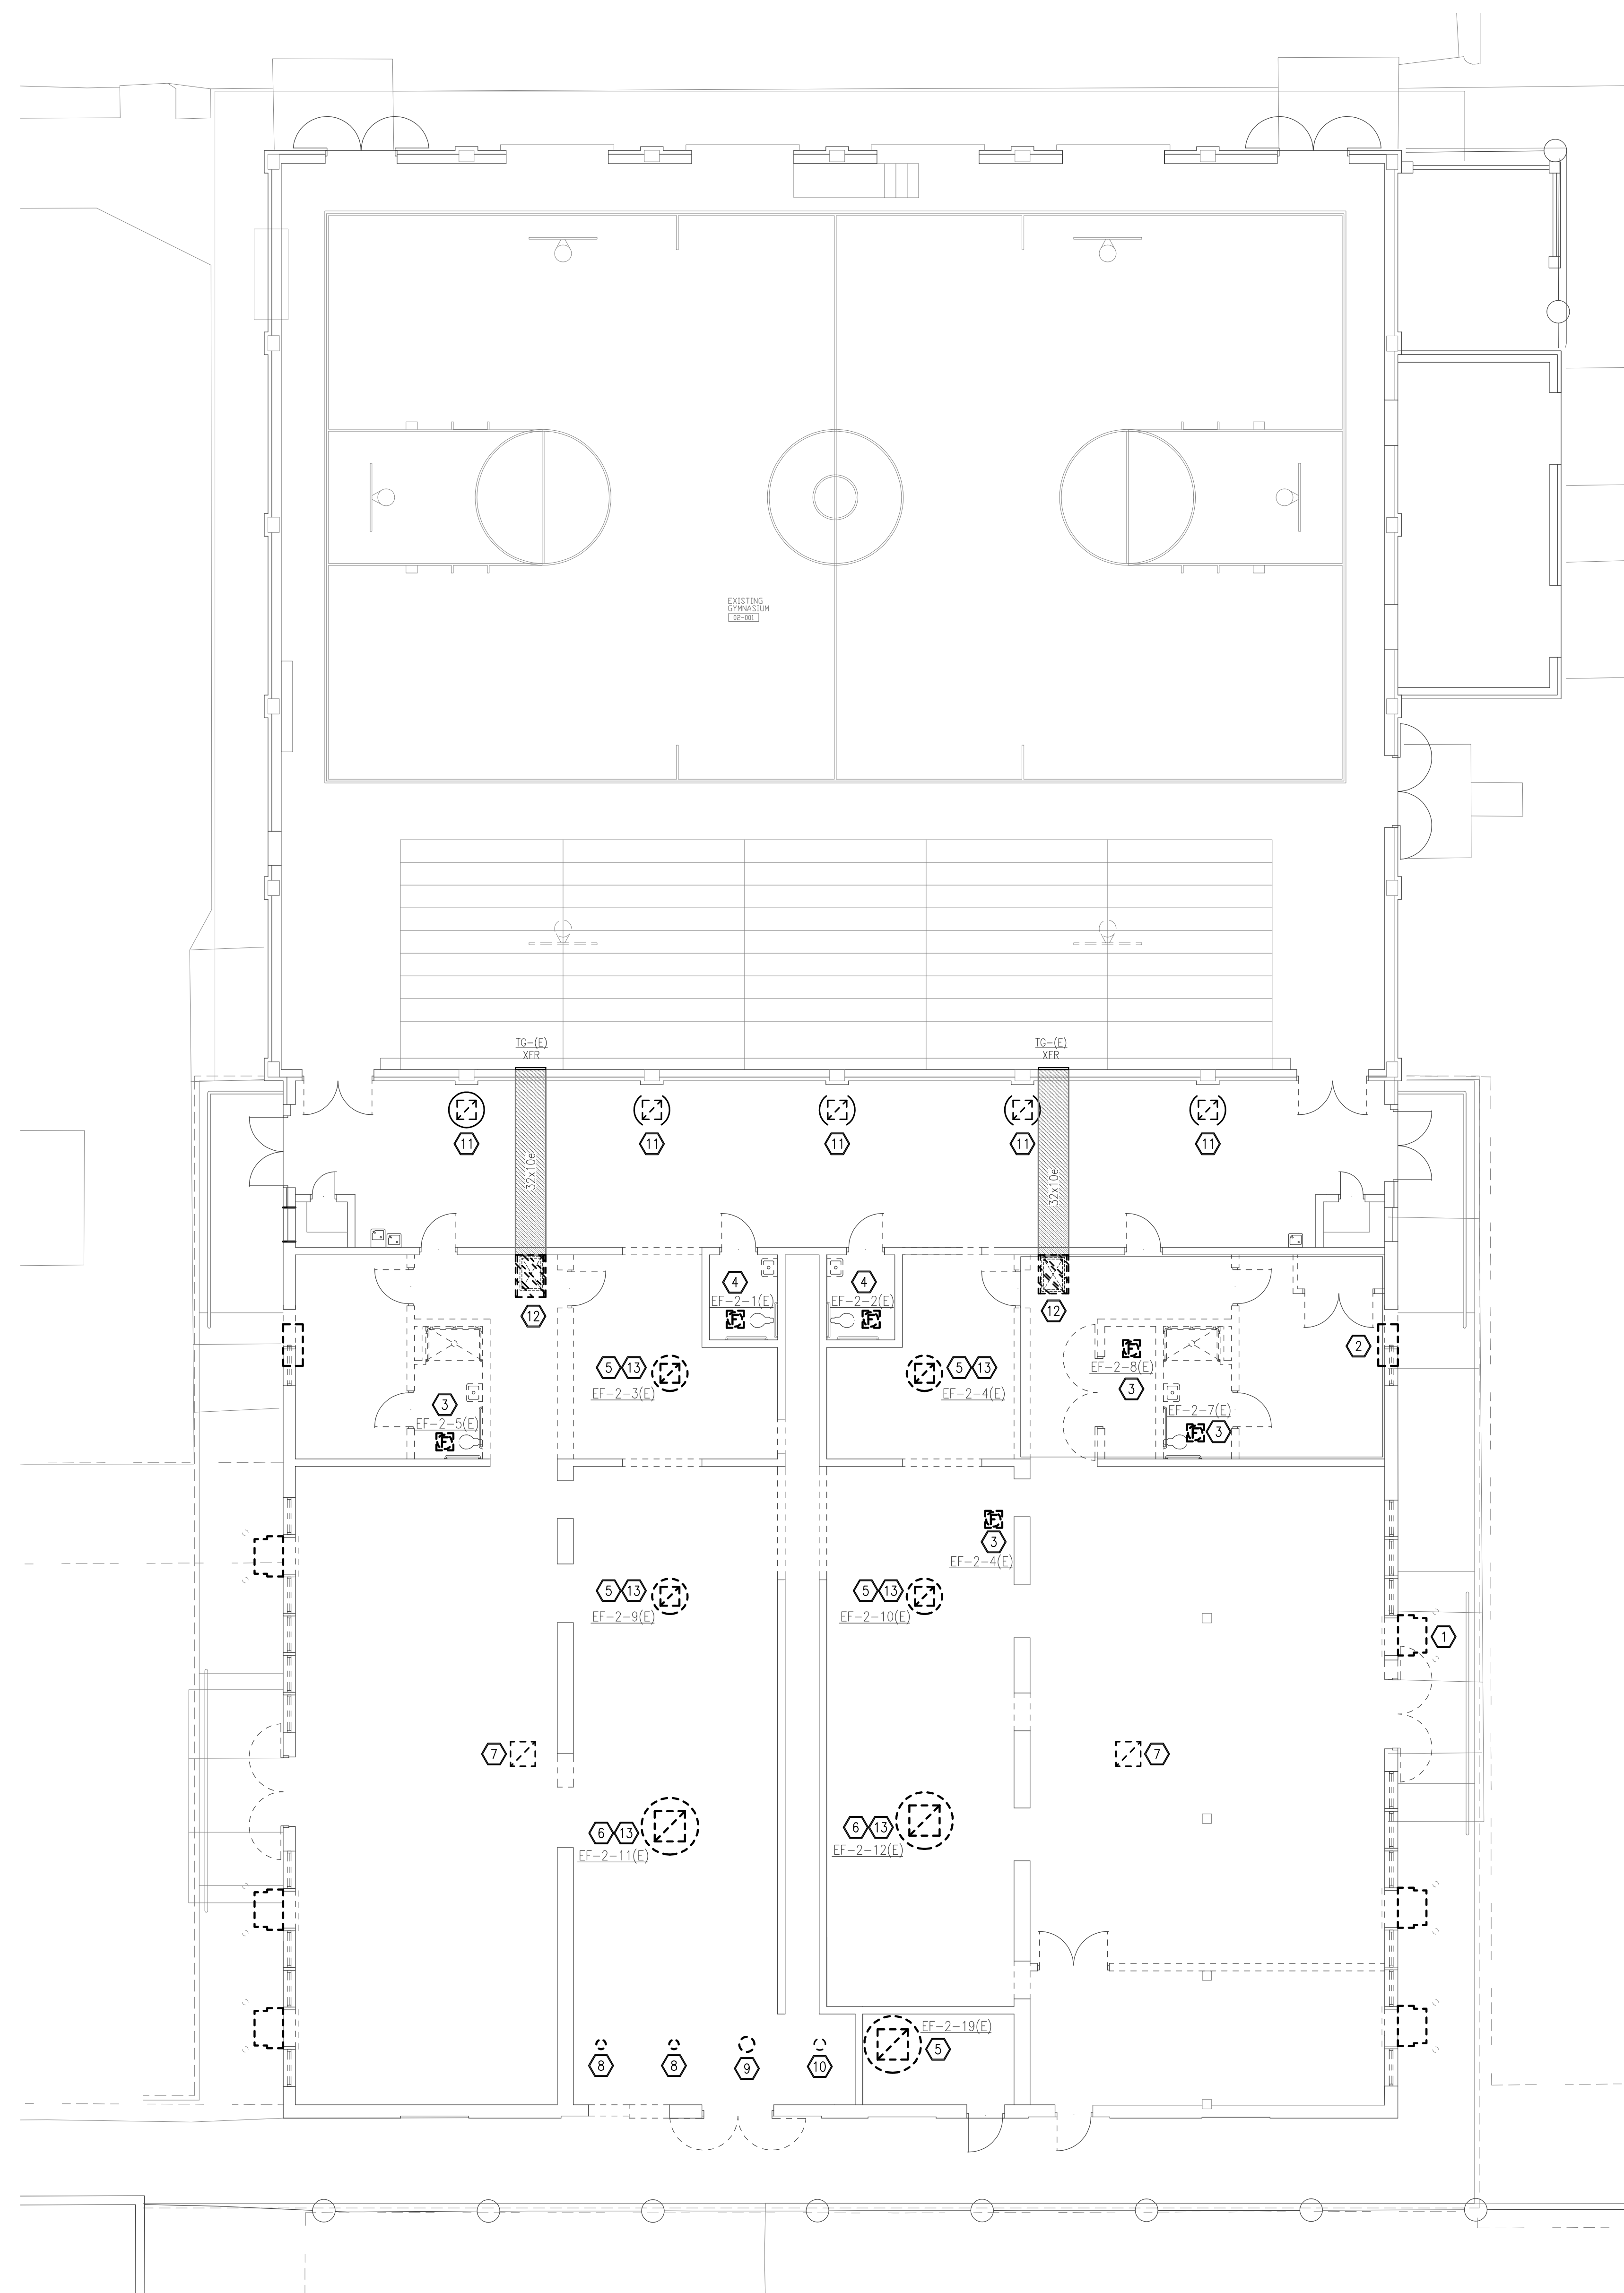 EXISTING
GYMNASIUM
02-001
TG-(E)
XFR
TG-(E)
XFR
32x10e
32x10e
11
11
11
11
11
4
EF-2-1(E)
F
4
EF-2-2(E)
F
12
12
2
5 13
EF-2-3(E)
5 13
EF-2-4(E)
F
EF-2-8(E)
3
3
EF-2-5(E)
F
EF-2-7(E)
F
3
F
3
EF-2-4(E)
5 13
EF-2-9(E)
5 13
EF-2-10(E)
1
7
7
6 13
EF-2-11(E)
6 13
EF-2-12(E)
EF-2-19(E)
5
8
8
9
10